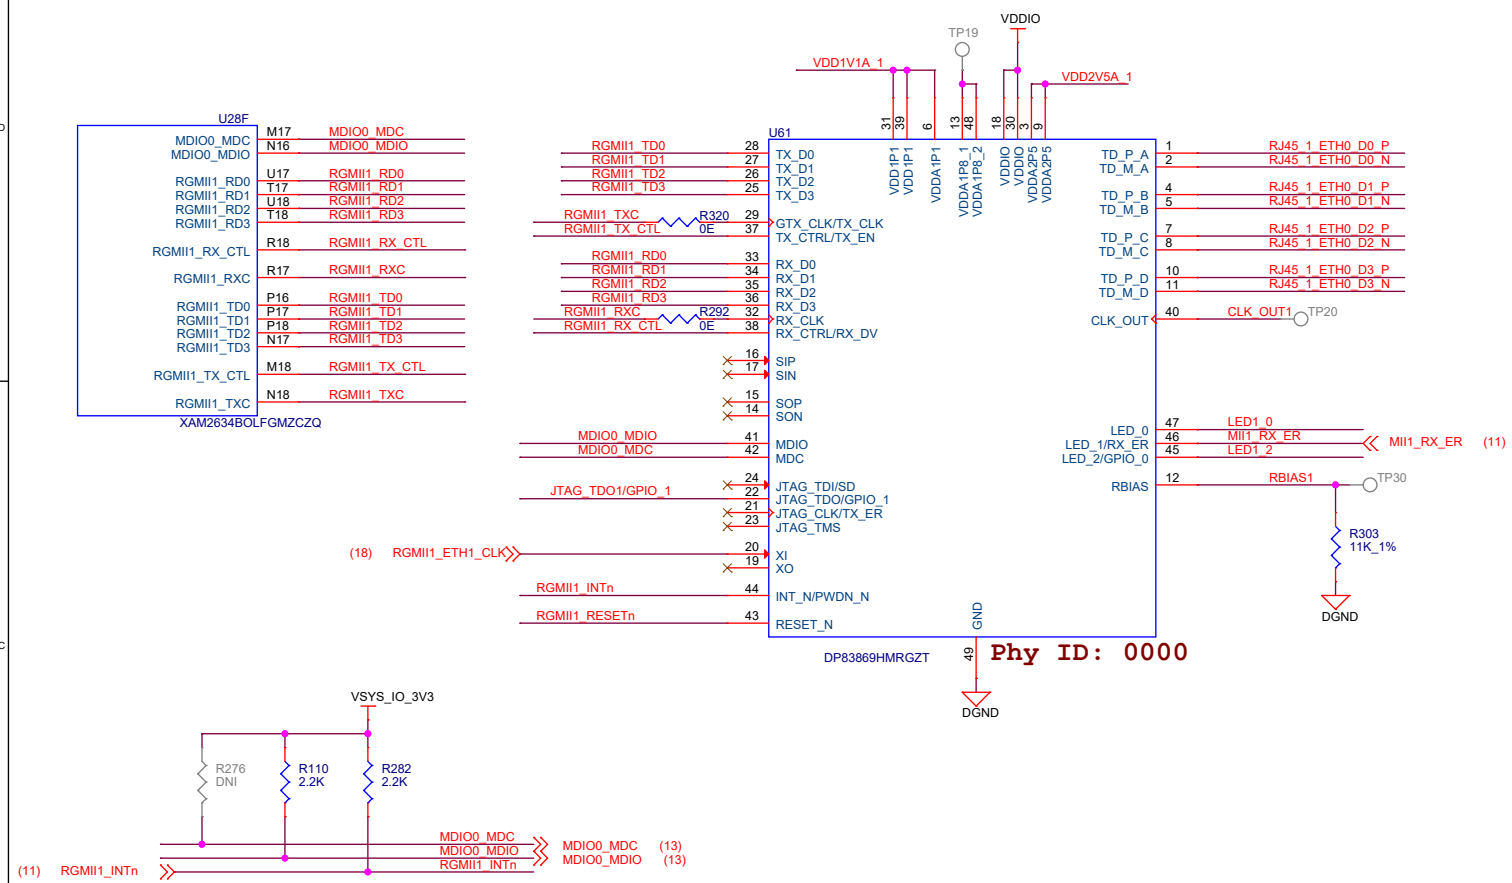 VDDIO
TP19
VDD1V1A_1
VDD2V5A_1
31
39
6
13
48
18
30
3
9
VDD1P1
VDD1P1
VDDA1P1
VDDA1P8_1
VDDA1P8_2
VDDIO
VDDIO
VDDA2P5
VDDA2P5
U28F
MDIO0_MDC M17 MDIO0_MDC
MDIO0_MDIO N16 MDIO0_MDIO
RGMII1_RD0 U17 RGMII1_RD0
RGMII1_RD1 T17 RGMII1_RD1
RGMII1_RD2 U18 RGMII1_RD2
RGMII1_RD3 T18 RGMII1_RD3
RGMII1_RX_CTL R18 RGMII1_RX_CTL
RGMII1_RXC R17 RGMII1_RXC
RGMII1_TD0 P16 RGMII1_TD0
RGMII1_TD1 P17 RGMII1_TD1
RGMII1_TD2 P18 RGMII1_TD2
RGMII1_TD3 N17 RGMII1_TD3
RGMII1_TX_CTL M18 RGMII1_TX_CTL
RGMII1_TXC N18 RGMII1_TXC
XAM2634BOLFGMZCZQ
U61
RGMII1_TD0 28 TX_D0
RGMII1_TD1 27 TX_D1
RGMII1_TD2 26 TX_D2
RGMII1_TD3 25 TX_D3
RGMII1_TXC R320 29 GTX_CLK/TX_CLK
RGMII1_TX_CTL 0E 37 TX_CTRL/TX_EN
RGMII1_RD0 33 RX_D0
RGMII1_RD1 34 RX_D1
RGMII1_RD2 35 RX_D2
RGMII1_RD3 36 RX_D3
RGMII1_RXC R292 32 RX_CLK
RGMII1_RX_CTL 0E 38 RX_CTRL/RX_DV
16 SIP
17 SIN
15 SOP
14 SON
MDIO0_MDIO 41 MDIO
MDIO0_MDC 42 MDC
24 JTAG_TDI/SD
JTAG_TDO1/GPIO_1 22 JTAG_TDO/GPIO_1
21 JTAG_CLK/TX_ER
23 JTAG_TMS
(18) RGMII1_ETH1_CLK 20 XI
19 XO
RGMII1_INTn 44 INT_N/PWDN_N
RGMII1_RESETn 43 RESET_N
TD_P_A 1 RJ45_1_ETH0_D0_P
TD_M_A 2 RJ45_1_ETH0_D0_N
TD_P_B 4 RJ45_1_ETH0_D1_P
TD_M_B 5 RJ45_1_ETH0_D1_N
TD_P_C 7 RJ45_1_ETH0_D2_P
TD_M_C 8 RJ45_1_ETH0_D2_N
TD_P_D 10 RJ45_1_ETH0_D3_P
TD_M_D 11 RJ45_1_ETH0_D3_N
CLK_OUT 40 CLK_OUT1 TP20
LED_0 47 LED1_0
LED_1/RX_ER 46 MII1_RX_ER MII1_RX_ER (11)
LED_2/GPIO_0 45 LED1_2
RBIAS 12 RBIAS1 TP30
R303
11K_1%
DGND
GND
49
DP83869HMRGZT
Phy ID: 0000
DGND
VSYS_IO_3V3
R276
DNI
R110
2.2K
R282
2.2K
MDIO0_MDC MDIO0_MDC (13)
MDIO0_MDIO MDIO0_MDIO (13)
(11) RGMII1_INTn RGMII1_INTn
C